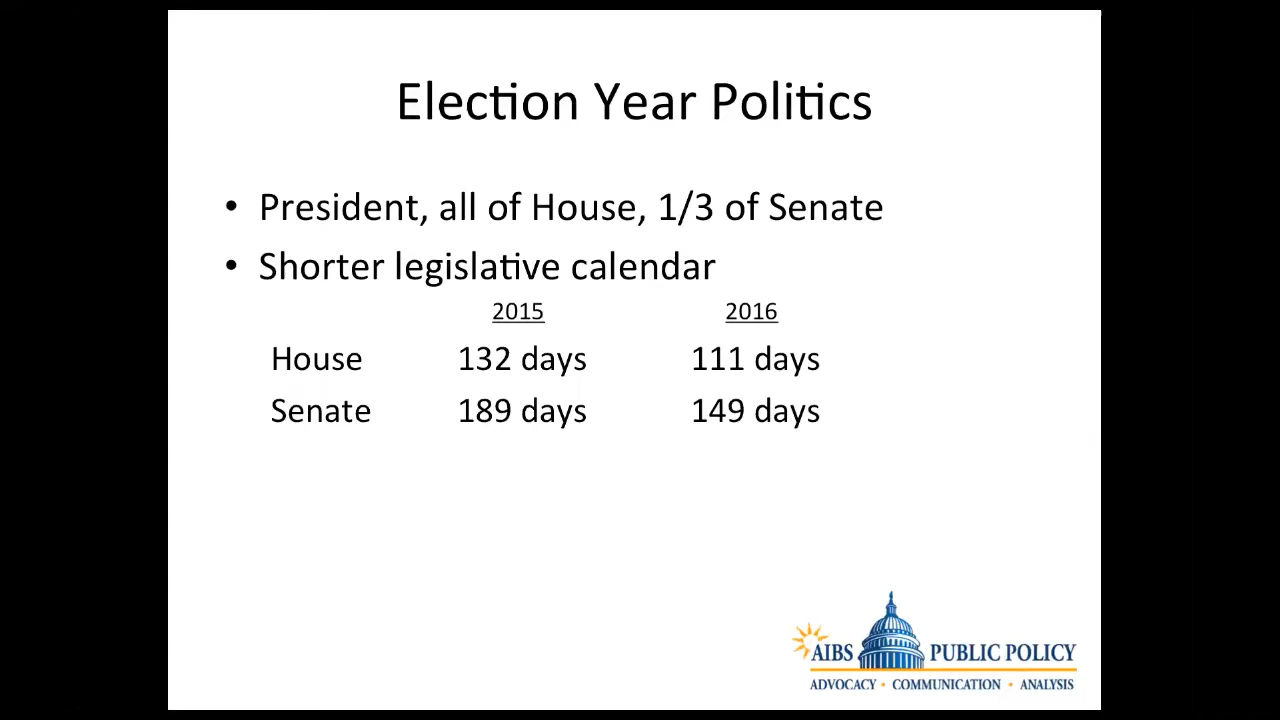 Election Year Politics
• President, all of House, 1/3 of Senate
• Shorter legislative calendar
2015 2016
House 132 days 111 days
Senate 189 days 149 days
AIBS PUBLIC POLICY
ADVOCACY • COMMUNICATION • ANALYSIS